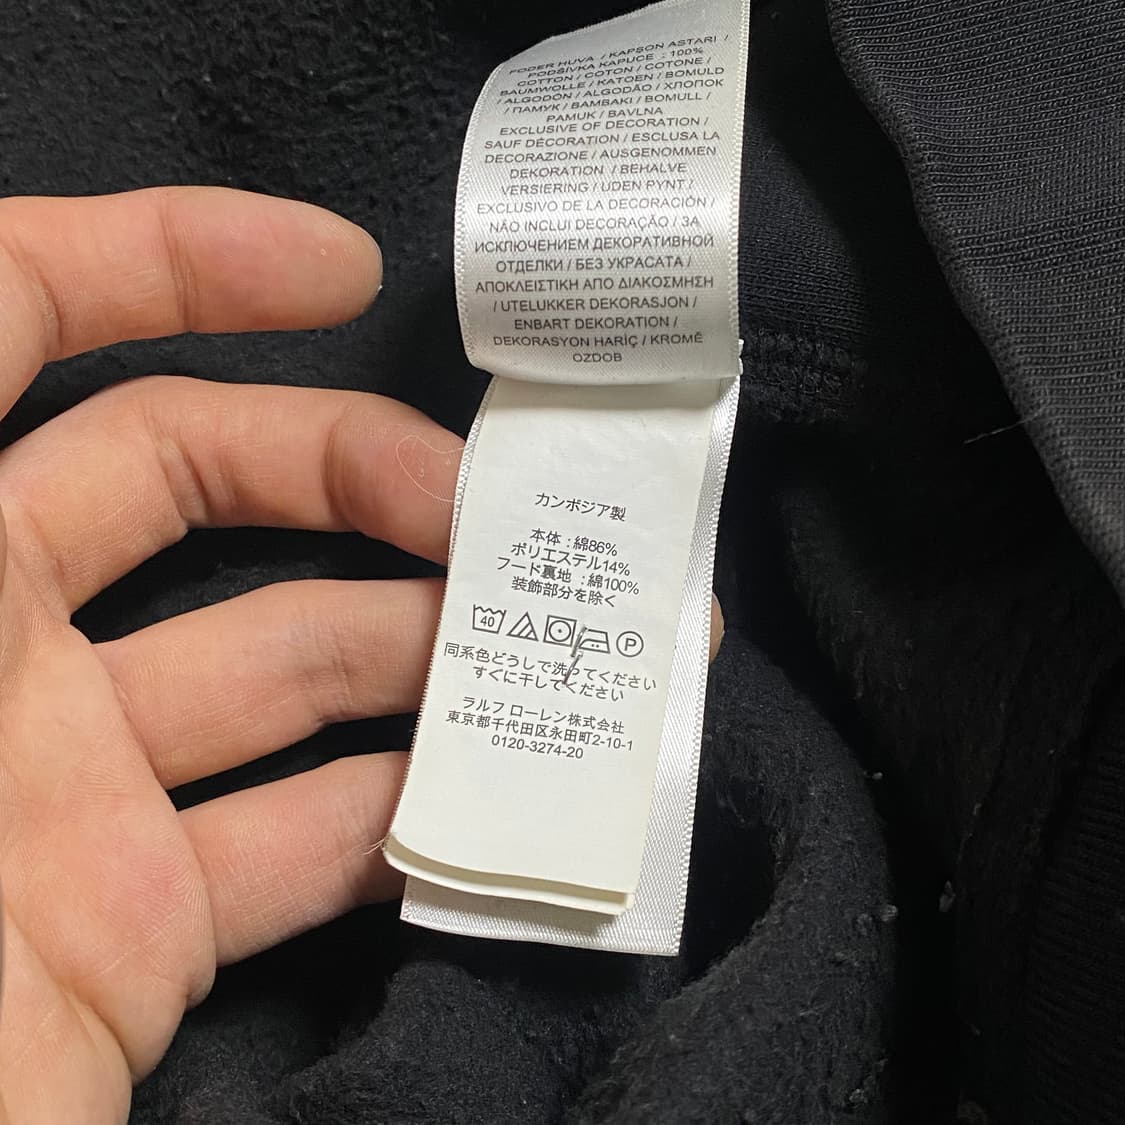 PODER HUVA / KAPSON ASTARI /
PODŠIVKA KAPUCE : 100%
COTTON / COTON / COTONE /
BAUMWOLLE / KATOEN / BOMULD
/ ALGODÓN / ALGODÃO / ХЛОПОК
/ ПАМУК / ΒΑΜΒΑΚΙ / BOMULL /
PAMUK / BAVLNA
EXCLUSIVE OF DECORATION /
SAUF DÉCORATION / ESCLUSA LA
DECORAZIONE / AUSGENOMMEN
DEKORATION / BEHALVE
VERSIERING / UDEN PYNT /
EXCLUSIVO DE LA DECORACIÓN /
NÃO INCLUI DECORAÇÃO / ЗА
ИСКЛЮЧЕНИЕМ ДЕКОРАТИВНОЙ
ОТДЕЛКИ / БЕЗ УКРАСАТА /
ΑΠΟΚΛΕΙΣΤΙΚΗ ΑΠΟ ΔΙΑΚΟΣΜΗΣΗ
/ UTELUKKER DEKORASJON /
ENBART DEKORATION /
DEKORASYON HARİÇ / KROMĚ
OZDOB
カンボジア製
本体 : 綿86%
ポリエステル14%
フード裏地 : 綿100%
装飾部分を除く
40 P
同系色どうしで洗ってください
すぐに干してください
ラルフ ローレン株式会社
東京都千代田区永田町2-10-1
0120-3274-20